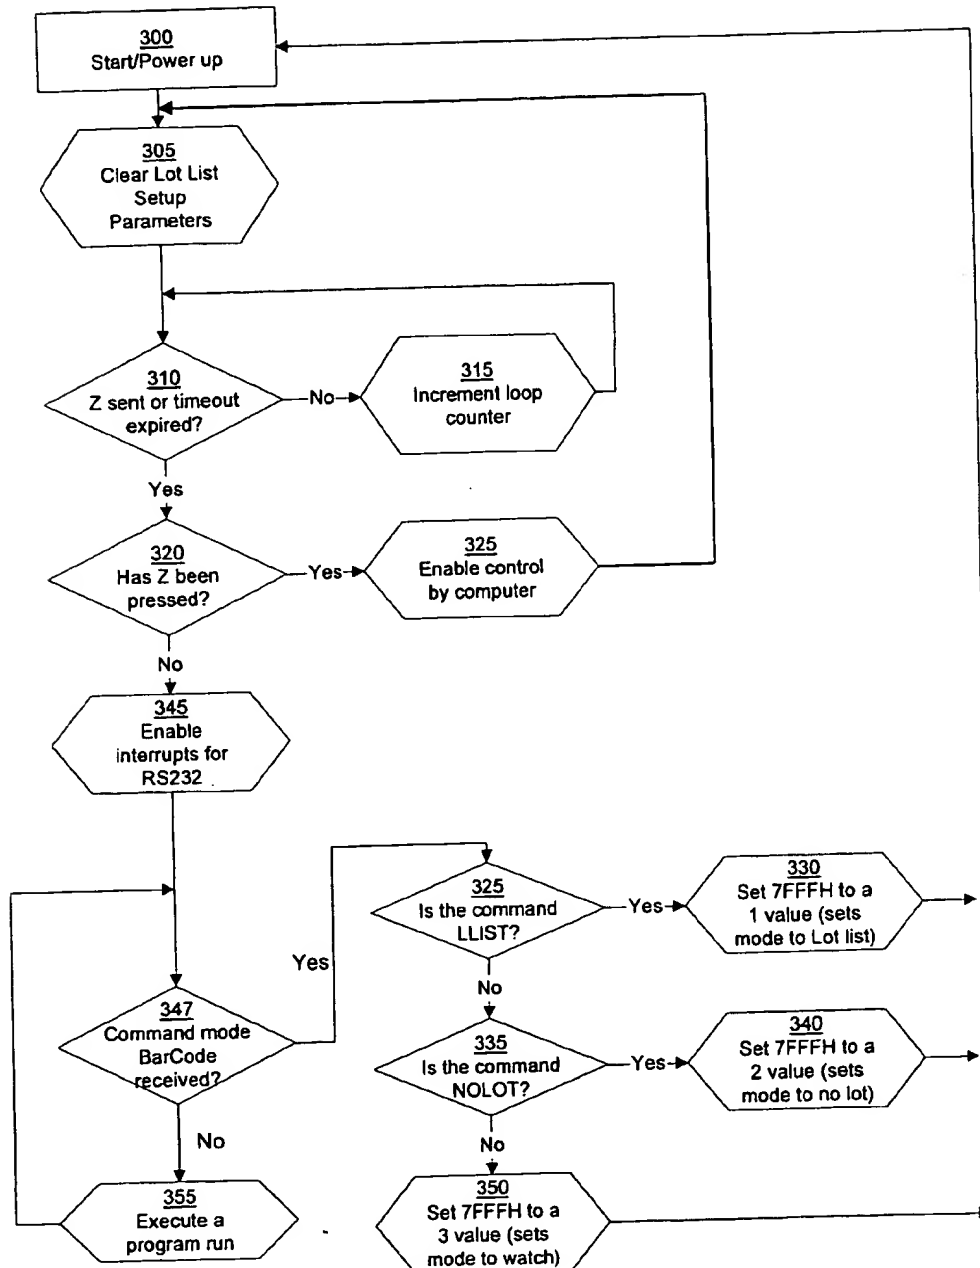 300
Start/Power up
305
Clear Lot List
Setup
Parameters
310
Z sent or timeout
expired?
No
315
Increment loop
counter
Yes
320
Has Z been
pressed?
Yes
325
Enable control
by computer
No
345
Enable
interrupts for
RS232
347
Command mode
BarCode
received?
Yes
325
Is the command
LLIST?
Yes
330
Set 7FFFH to a
1 value (sets
mode to Lot list)
No
335
Is the command
NOLOT?
Yes
340
Set 7FFFH to a
2 value (sets
mode to no lot)
No
350
Set 7FFFH to a
3 value (sets
mode to watch)
No
355
Execute a
program run